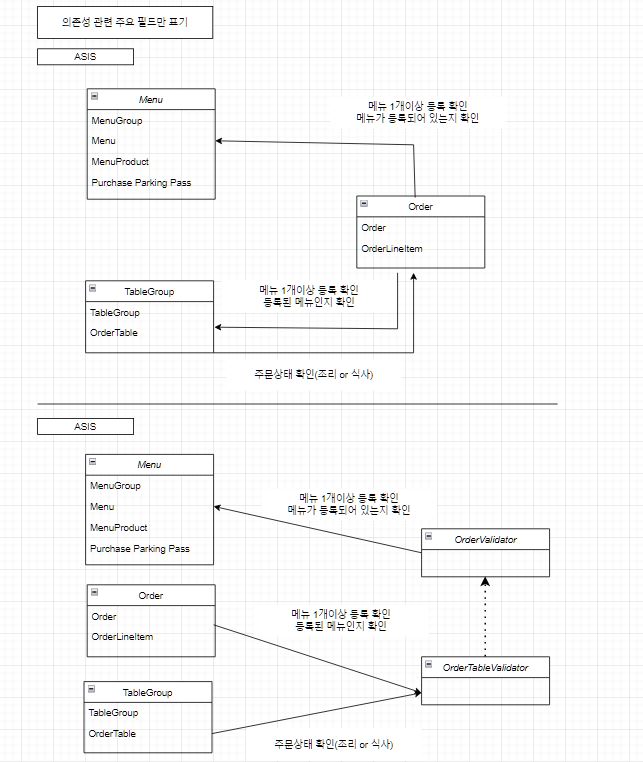 의존성 관련 주요 필드만 표기
ASIS
Menu
MenuGroup
Menu
MenuProduct
Purchase Parking Pass
메뉴 1개이상 등록 확인
메뉴가 등록되어 있는지 확인
Order
Order
OrderLineItem
TableGroup
TableGroup
OrderTable
메뉴 1개이상 등록 확인
등록된 메뉴인지 확인
주문상태 확인(조리 or 식사)
ASIS
Menu
MenuGroup
Menu
MenuProduct
Purchase Parking Pass
메뉴 1개이상 등록 확인
메뉴가 등록되어 있는지 확인
OrderValidator
Order
Order
OrderLineItem
메뉴 1개이상 등록 확인
등록된 메뉴인지 확인
OrderTableValidator
TableGroup
TableGroup
OrderTable
주문상태 확인(조리 or 식사)